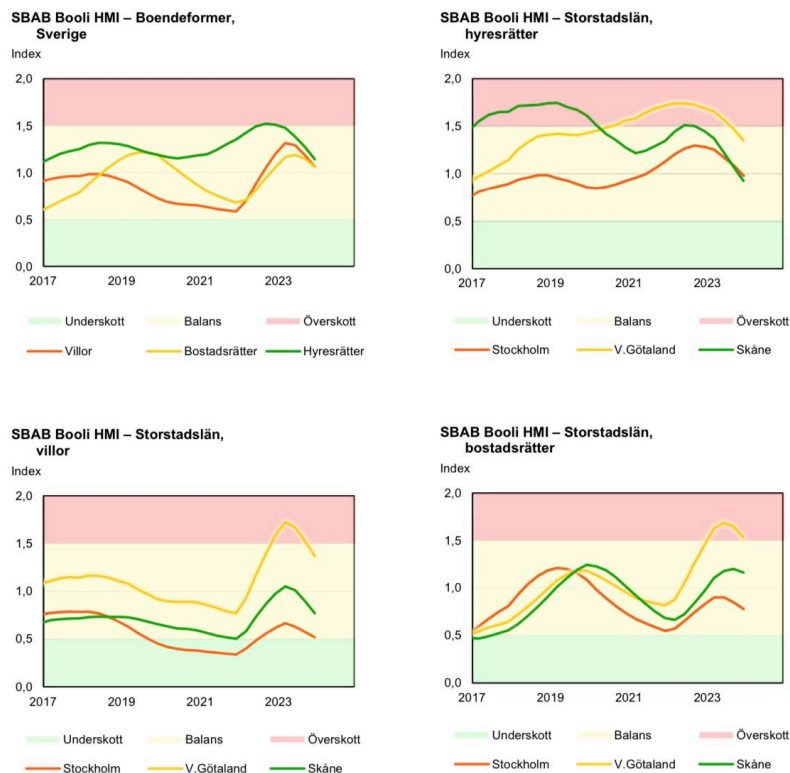 SBAB Booli HMI – Boendeformer,
Sverige
Index
2,0
1,5
1,0
0,5
0,0
2017 2019 2021 2023
Underskott Balans Överskott
Villor Bostadsrätter Hyresrätter
SBAB Booli HMI – Storstadslän,
hyresrätter
Index
2,0
1,5
1,0
0,5
0,0
2017 2019 2021 2023
Underskott Balans Överskott
Stockholm V.Götaland Skåne
SBAB Booli HMI – Storstadslän,
villor
Index
2,0
1,5
1,0
0,5
0,0
2017 2019 2021 2023
Underskott Balans Överskott
Stockholm V.Götaland Skåne
SBAB Booli HMI – Storstadslän,
bostadsrätter
Index
2,0
1,5
1,0
0,5
0,0
2017 2019 2021 2023
Underskott Balans Överskott
Stockholm V.Götaland Skåne